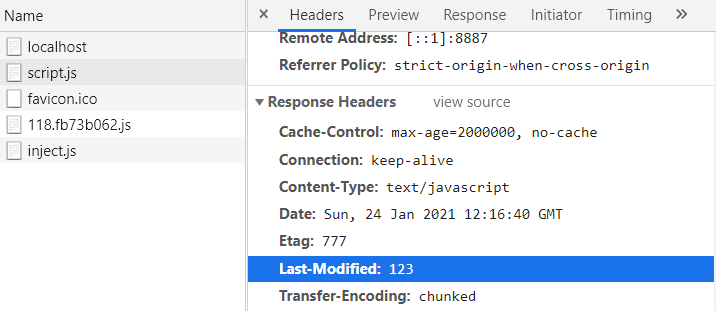 Name
localhost
script.js
favicon.ico
118.fb73b062.js
inject.js
× Headers Preview Response Initiator Timing »
Remote Address: [::1]:8887
Referrer Policy: strict-origin-when-cross-origin
▼ Response Headers view source
Cache-Control: max-age=2000000, no-cache
Connection: keep-alive
Content-Type: text/javascript
Date: Sun, 24 Jan 2021 12:16:40 GMT
Etag: 777
Last-Modified: 123
Transfer-Encoding: chunked